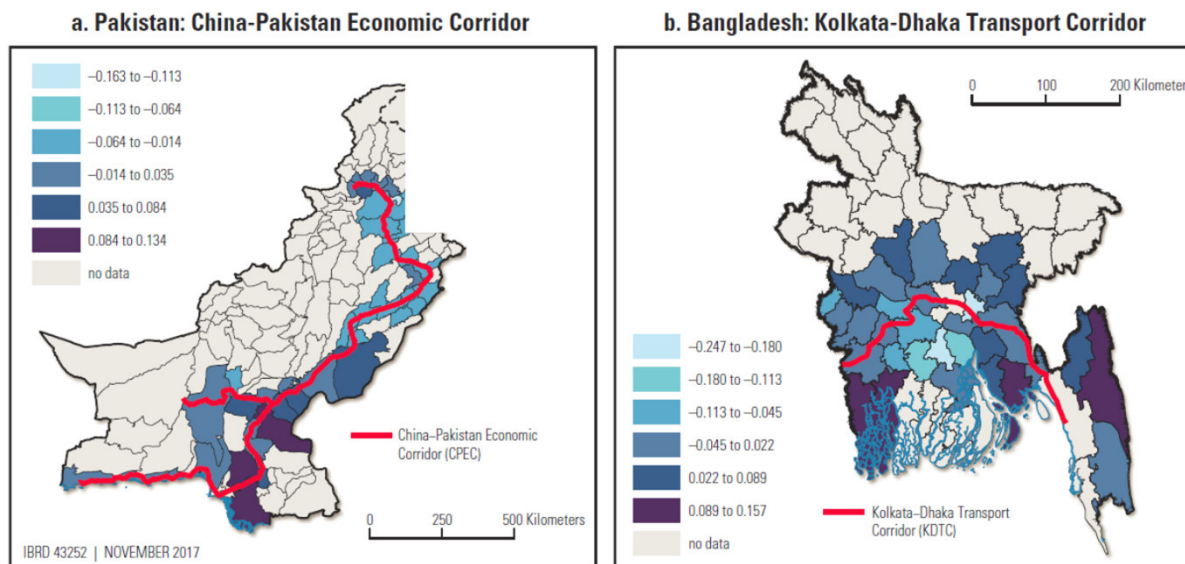 a. Pakistan: China-Pakistan Economic Corridor
−0.163 to −0.113
−0.113 to −0.064
−0.064 to −0.014
−0.014 to 0.035
0.035 to 0.084
0.084 to 0.134
no data
China–Pakistan Economic
Corridor (CPEC)
0 250 500 Kilometers
IBRD 43252 | NOVEMBER 2017
b. Bangladesh: Kolkata-Dhaka Transport Corridor
0 100 200 Kilometer
−0.247 to −0.180
−0.180 to −0.113
−0.113 to −0.045
−0.045 to 0.022
0.022 to 0.089
0.089 to 0.157
no data
Kolkata–Dhaka Transport
Corridor (KDTC)